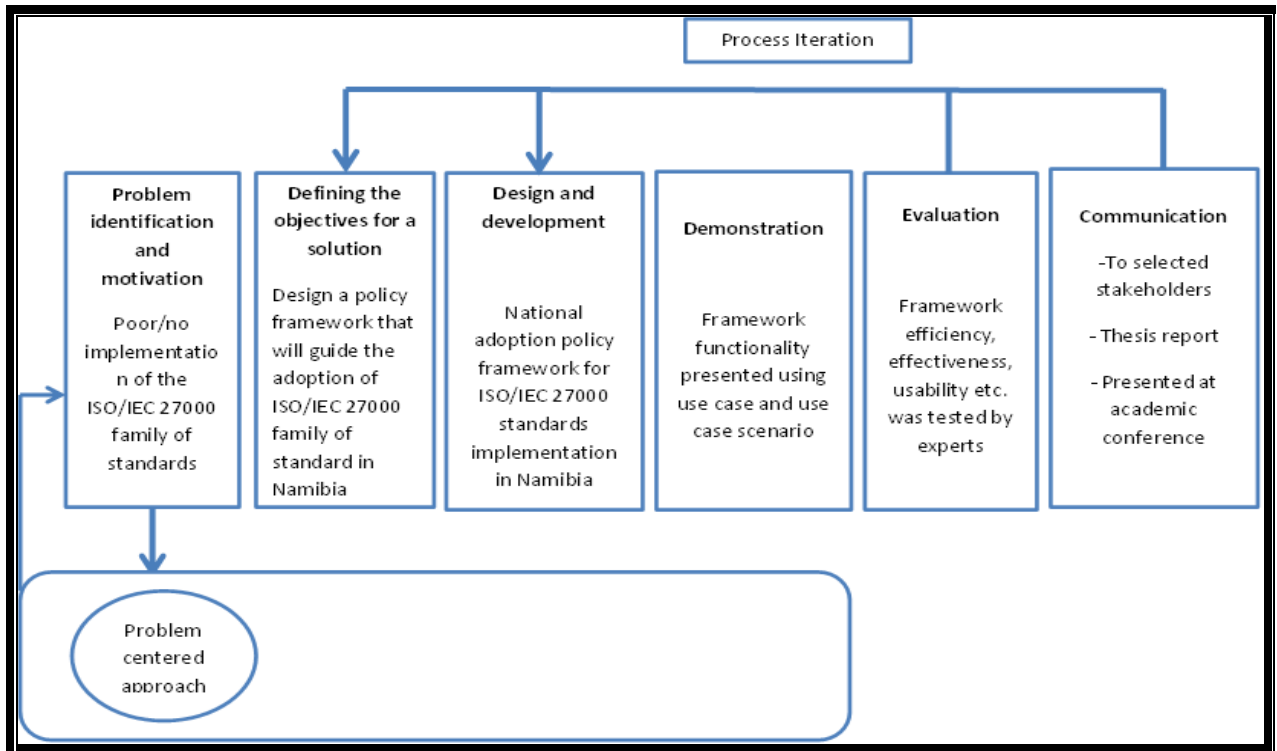 Process Iteration
Problem
identification
and
motivation
Poor/no
implementatio
n of the
ISO/IEC 27000
family of
standards
Defining the
objectives for a
solution
Design a policy
framework that
will guide the
adoption of
ISO/IEC 27000
family of
standard in
Namibia
Design and
development
National
adoption policy
framework for
ISO/IEC 27000
standards
implementation
in Namibia
Demonstration
Framework
functionality
presented using
use case and use
case scenario
Evaluation
Framework
efficiency,
effectiveness,
usability etc.
was tested by
experts
Communication
-To selected
stakeholders
- Thesis report
- Presented at
academic
conference
Problem
centered
approach